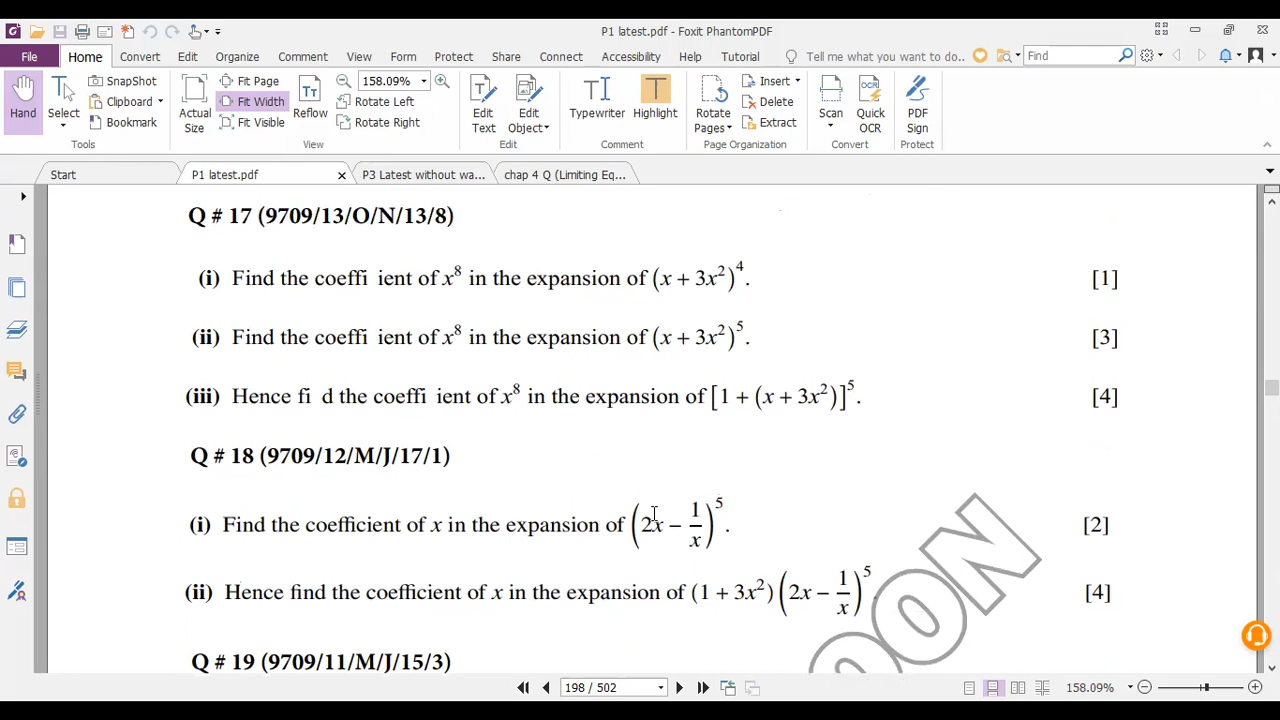 P1 latest.pdf - Foxit PhantomPDF
File Home Convert Edit Organize Comment View Form Protect Share Connect Accessibility Help Tutorial Tell me what you want to do... Find
Hand Select SnapShot Clipboard Bookmark Actual Size Fit Page Fit Width Fit Visible Reflow 158.09% Rotate Left Rotate Right Edit Text Edit Object Typewriter Highlight Rotate Pages Insert Delete Extract Scan Quick OCR PDF Sign
Tools View Edit Comment Page Organization Convert Protect
Start P1 latest.pdf P3 Latest without wa... chap 4 Q (Limiting Eq...
Q # 17 (9709/13/O/N/13/8)
(i) Find the coeffi ient of x⁸ in the expansion of (x + 3x²)⁴. [1]
(ii) Find the coeffi ient of x⁸ in the expansion of (x + 3x²)⁵. [3]
(iii) Hence fi d the coeffi ient of x⁸ in the expansion of [1 + (x + 3x²)]⁵. [4]
Q # 18 (9709/12/M/J/17/1)
(i) Find the coefficient of x in the expansion of (2x − 1/x)⁵. [2]
(ii) Hence find the coefficient of x in the expansion of (1 + 3x²)(2x − 1/x)⁵. [4]
OON
Q # 19 (9709/11/M/J/15/3)
198 / 502 158.09%